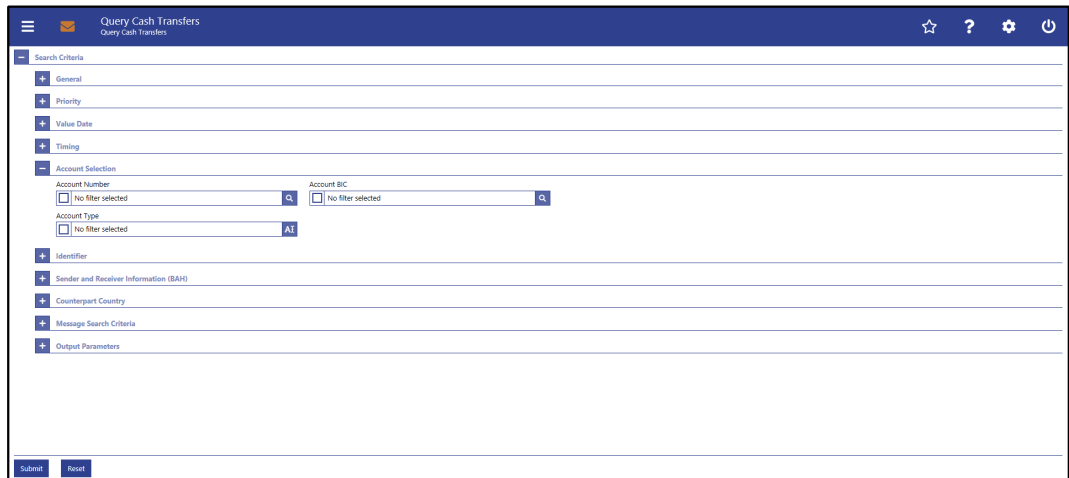 Query Cash Transfers
Query Cash Transfers
Search Criteria
General
Priority
Value Date
Timing
Account Selection
Account Number Account BIC
No filter selected No filter selected
Account Type
No filter selected AI
Identifier
Sender and Receiver Information (BAH)
Counterpart Country
Message Search Criteria
Output Parameters
Submit Reset